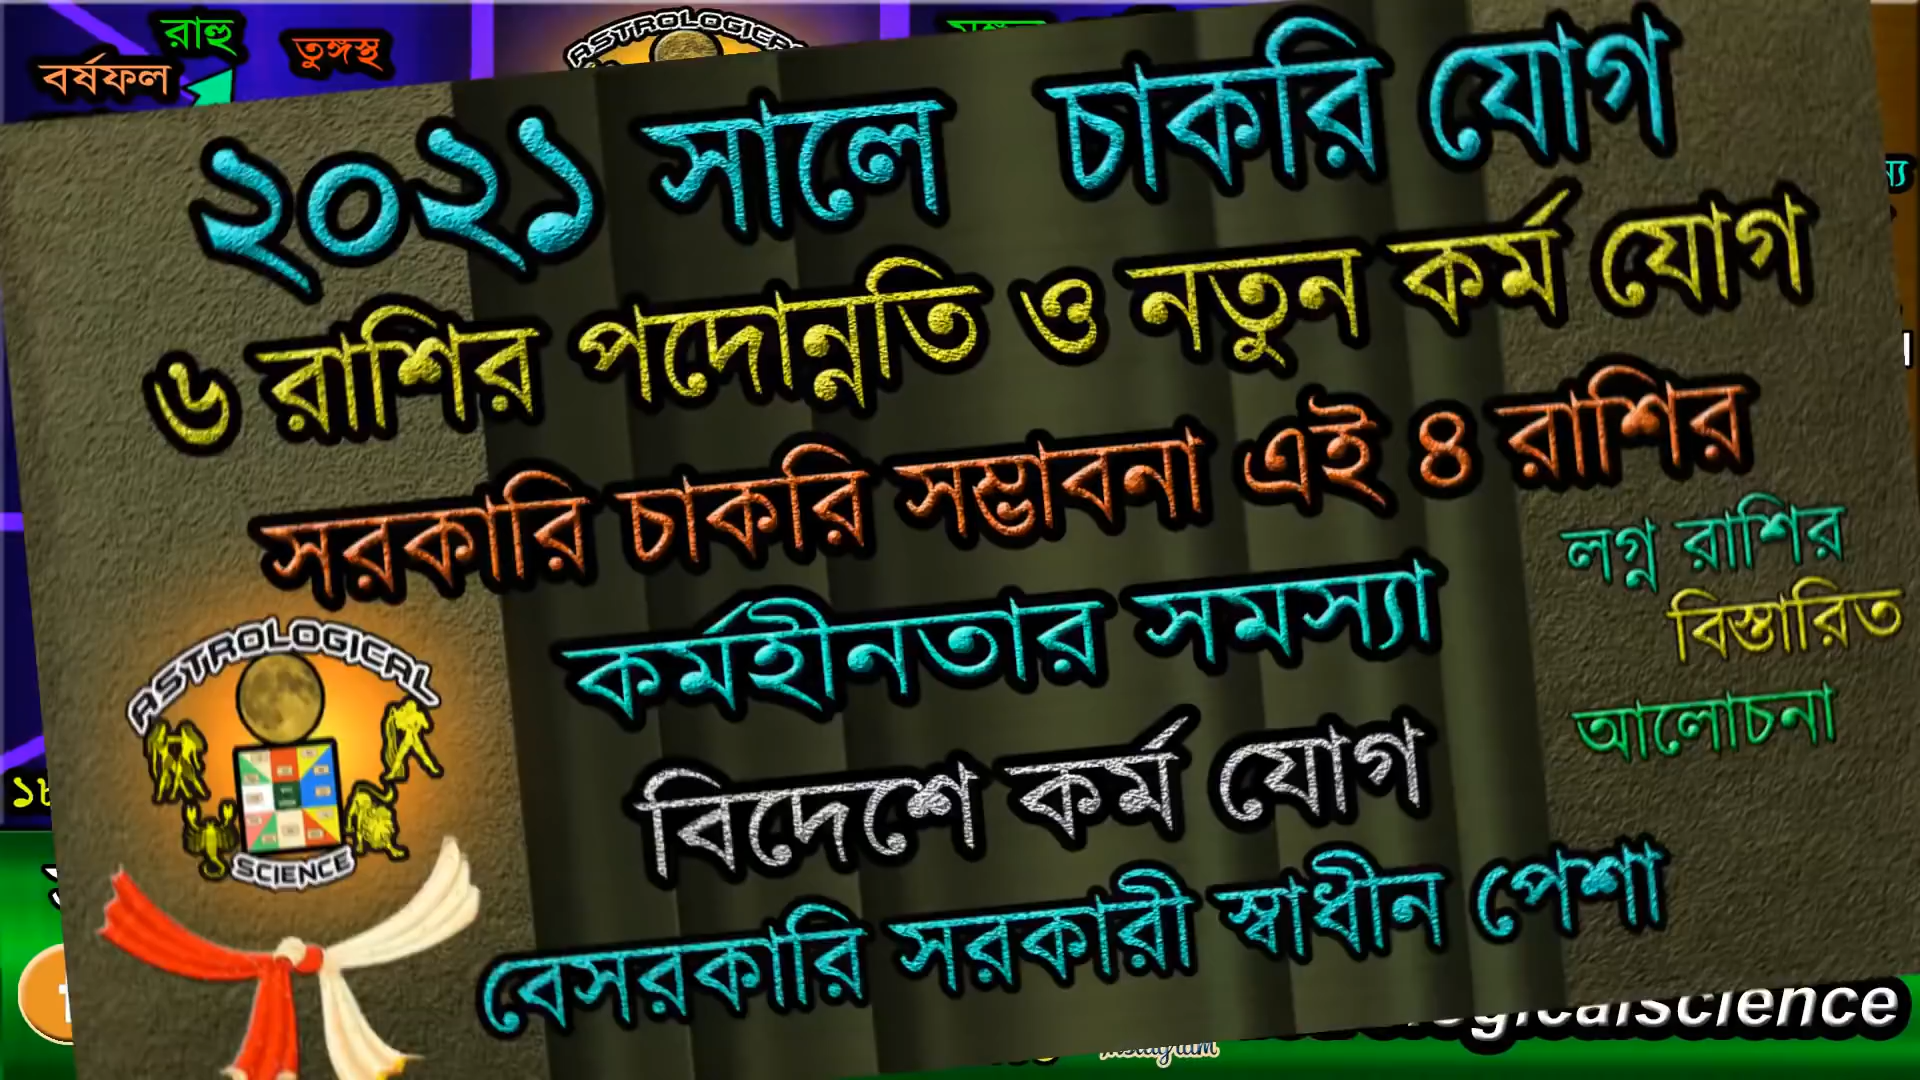 রাহু
তুঙ্গস্থ
বর্ষফল
২০২১ সালে চাকরি যোগ
৬ রাশির পদোন্নতি ও নতুন কর্ম যোগ
সরকারি চাকরি সম্ভাবনা এই ৪ রাশির
লগ্ন রাশির
বিস্তারিত
আলোচনা
কর্মহীনতার সমস্যা
বিদেশে কর্ম যোগ
বেসরকারি সরকারী স্বাধীন পেশা
ASTROLOGICAL
SCIENCE
ASTROLOGICAL
Instagram